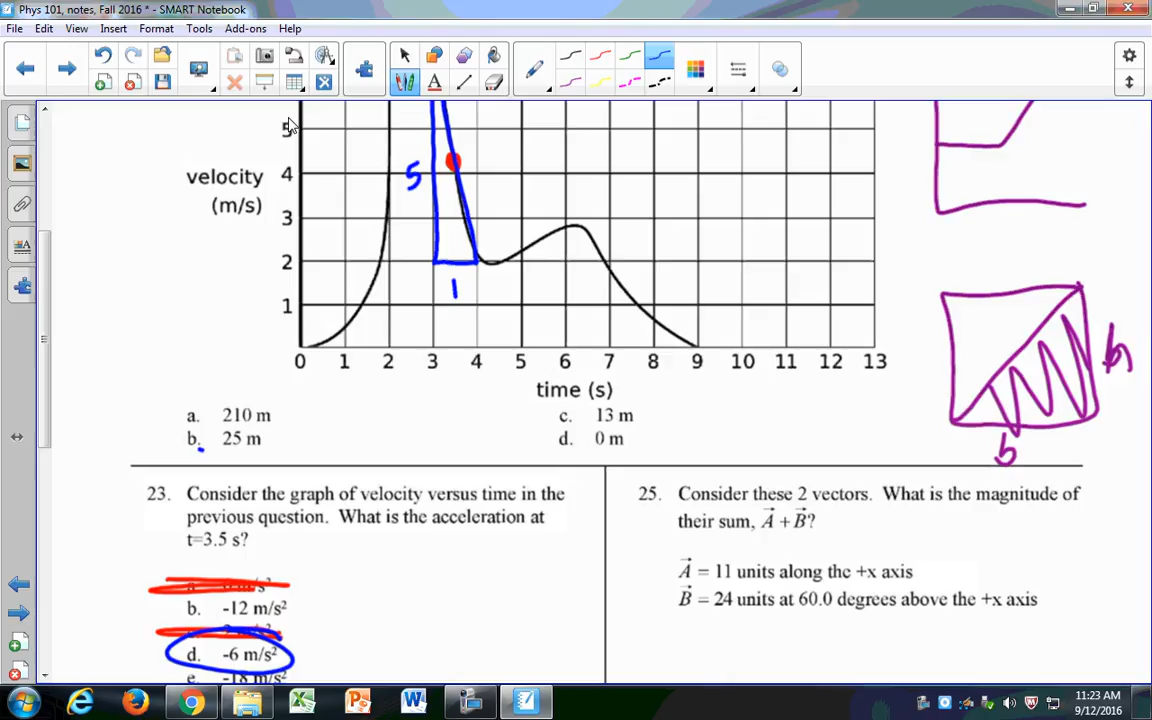 Phys 101, notes, Fall 2016 * - SMART Notebook
File Edit View Insert Format Tools Add-ons Help
5
velocity
(m/s)
4
3
2
1
5
1
0 1 2 3 4 5 6 7 8 9 10 11 12 13
time (s)
h
b
a. 210 m
b. 25 m
c. 13 m
d. 0 m
23. Consider the graph of velocity versus time in the
previous question. What is the acceleration at
t=3.5 s?
b. -12 m/s²
d. -6 m/s²
e. -18 m/s²
25. Consider these 2 vectors. What is the magnitude of
their sum, A⃗ + B⃗?
A⃗ = 11 units along the +x axis
B⃗ = 24 units at 60.0 degrees above the +x axis
11:23 AM
9/12/2016